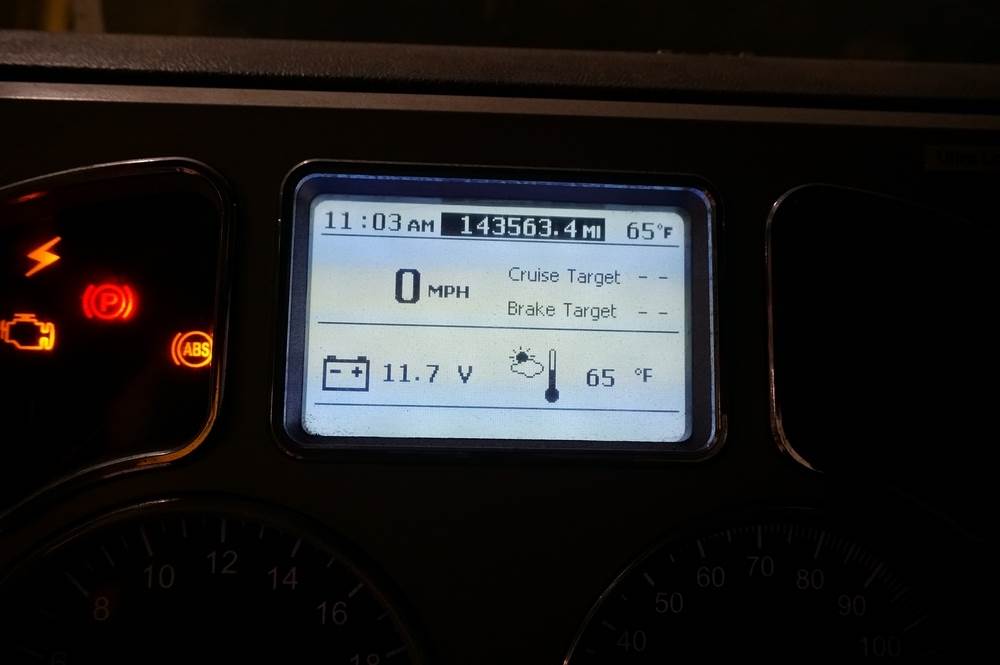 11:03 AM 143563.4 MI 65°F
0 MPH
Cruise Target - -
Brake Target - -
P
ABS
- +
11.7 V
65 °F
8 10 12 14 16 18
40 50 60 70 80 90 100